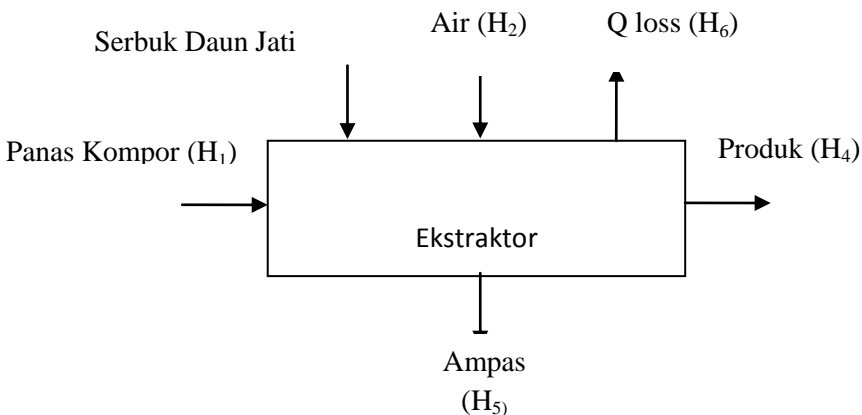 Serbuk Daun Jati
Air (H₂)
Q loss (H₆)
Panas Kompor (H₁)
Produk (H₄)
Ekstraktor
Ampas
(H₅)